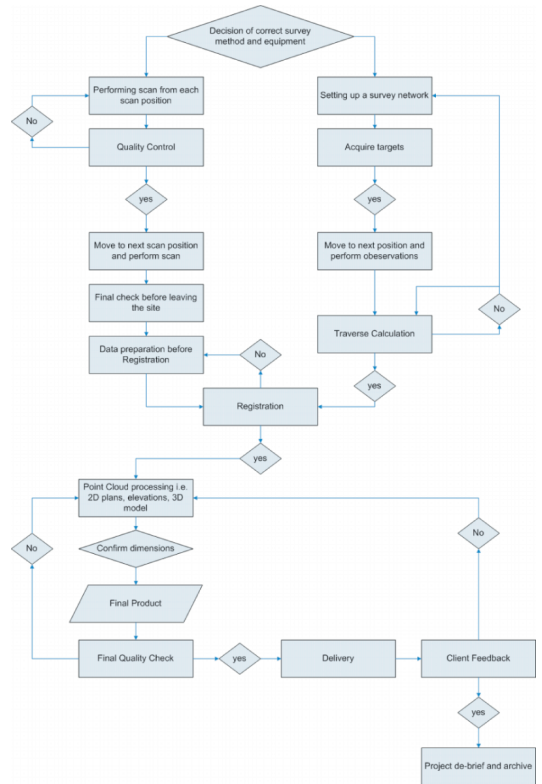 Decision of correct survey
method and equipment
Performing scan from each
scan position
Setting up a survey network
No
Quality Control
Acquire targets
yes
yes
Move to next scan position
and perform scan
Move to next position and
perform obeservations
Final check before leaving
the site
No
Traverse Calculation
Data preparation before
Registration
No
yes
Registration
yes
Point Cloud processing i.e.
2D plans, elevations, 3D
model
No
Confirm dimensions
No
Final Product
Final Quality Check
yes
Delivery
Client Feedback
yes
Project de-brief and archive